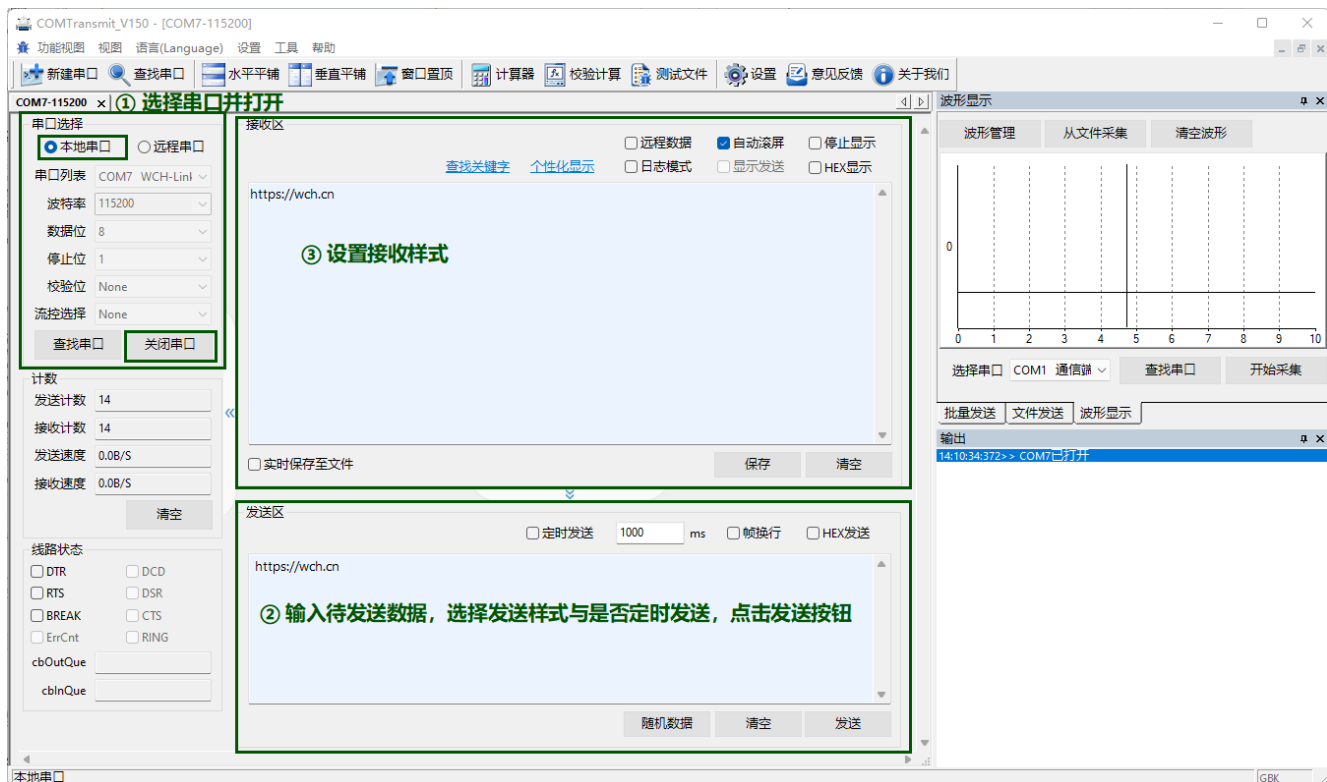 COMTransmit_V150 - [COM7-115200]
功能视图 视图 语言(Language) 设置 工具 帮助
新建串口 查找串口 水平平铺 垂直平铺 窗口置顶 计算器 校验计算 测试文件 设置 意见反馈 关于我们
COM7-115200 x
① 选择串口并打开
串口选择
本地串口 远程串口
串口列表 COM7 WCH-Linl
波特率 115200
数据位 8
停止位 1
校验位 None
流控选择 None
查找串口 关闭串口
计数
发送计数 14
接收计数 14
发送速度 0.0B/S
接收速度 0.0B/S
清空
线路状态
DTR DCD
RTS DSR
BREAK CTS
ErrCnt RING
cbOutQue
cbInQue
接收区
远程数据 自动滚屏 停止显示
查找关键字 个性化显示 日志模式 显示发送 HEX显示
https://wch.cn
③ 设置接收样式
实时保存至文件 保存 清空
发送区
定时发送 1000 ms 帧换行 HEX发送
https://wch.cn
② 输入待发送数据，选择发送样式与是否定时发送，点击发送按钮
随机数据 清空 发送
波形显示
波形管理 从文件采集 清空波形
0
0 1 2 3 4 5 6 7 8 9 10
选择串口 COM1 通信端 查找串口 开始采集
批量发送 文件发送 波形显示
输出
14:10:34:372>> COM7已打开
本地串口 GBK